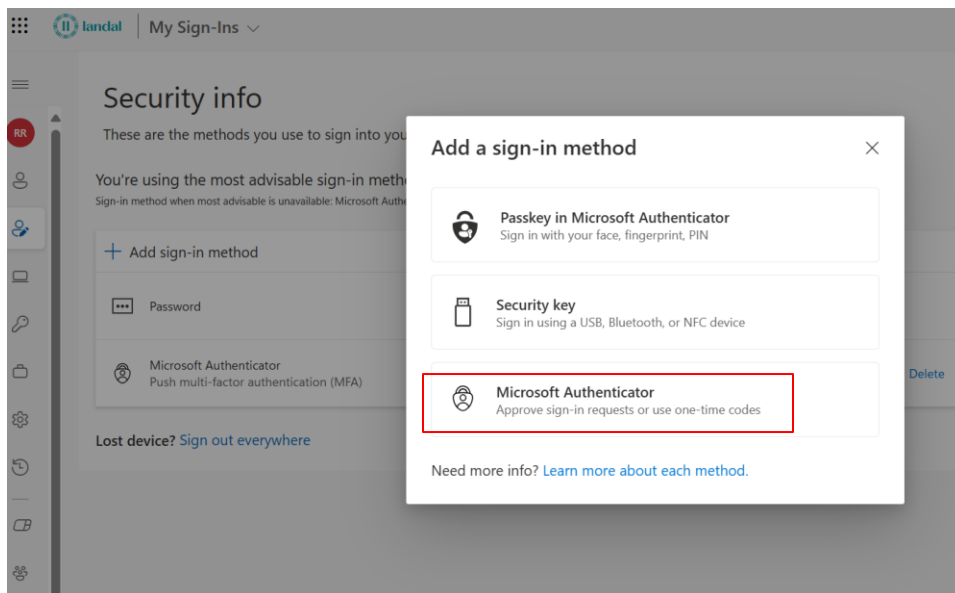 landal
My Sign-Ins
Security info
These are the methods you use to sign into you
RR
You're using the most advisable sign-in meth
Sign-in method when most advisable is unavailable: Microsoft Authe
Add sign-in method
Password
Microsoft Authenticator
Push multi-factor authentication (MFA)
Delete
Lost device? Sign out everywhere
Add a sign-in method
Passkey in Microsoft Authenticator
Sign in with your face, fingerprint, PIN
Security key
Sign in using a USB, Bluetooth, or NFC device
Microsoft Authenticator
Approve sign-in requests or use one-time codes
Need more info? Learn more about each method.